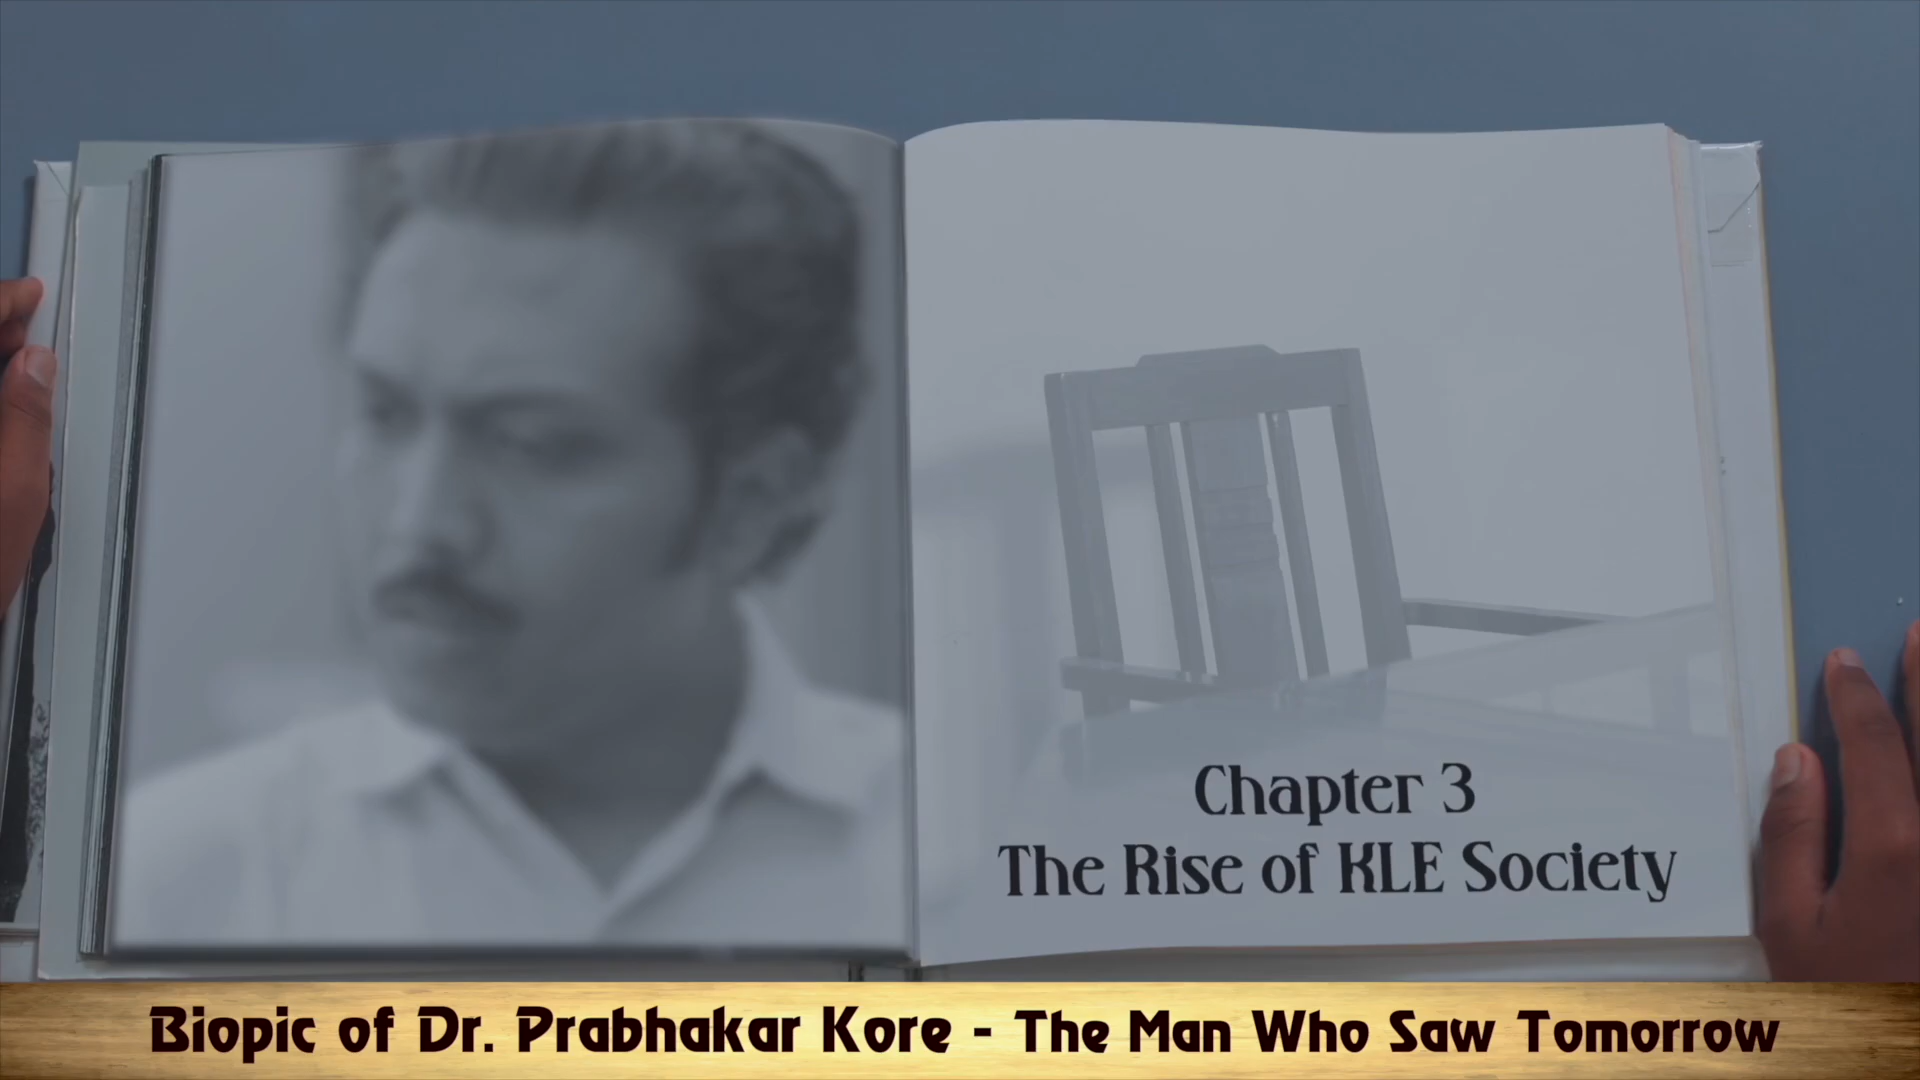 Chapter 3
The Rise of KLE Society
Biopic of Dr. Prabhakar Kore - The Man Who Saw Tomorrow